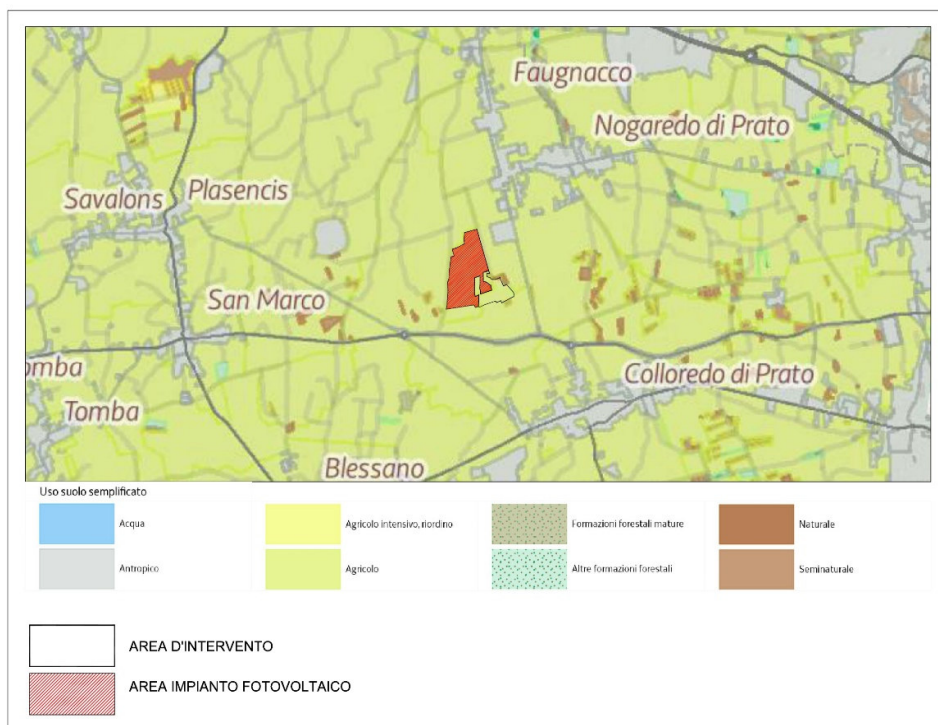 Faugnacco
Nogaredo di Prato
Savalons
Plasencis
San Marco
omba
Colloredo di Prato
Tomba
Blessano
Uso suolo semplificato
Acqua
Agricolo intensivo, riordino
Formazioni forestali mature
Naturale
Antropico
Agricolo
Altre formazioni forestali
Seminaturale
AREA D'INTERVENTO
AREA IMPIANTO FOTOVOLTAICO